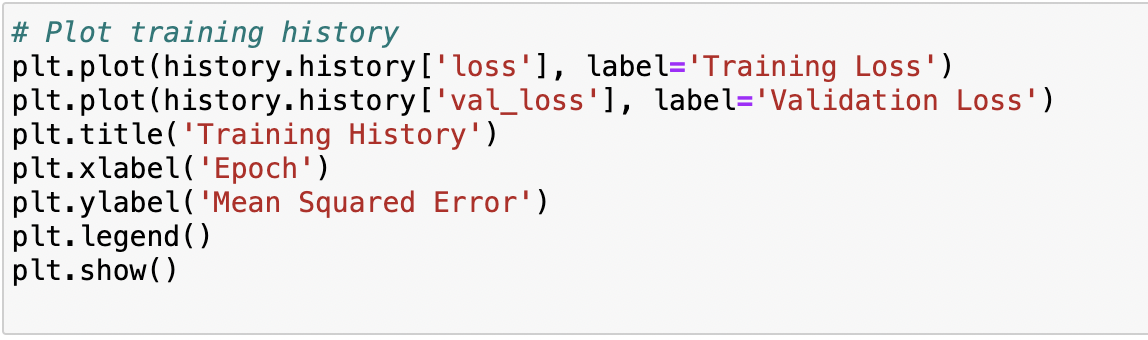 # Plot training history
plt.plot(history.history['loss'], label='Training Loss')
plt.plot(history.history['val_loss'], label='Validation Loss')
plt.title('Training History')
plt.xlabel('Epoch')
plt.ylabel('Mean Squared Error')
plt.legend()
plt.show()